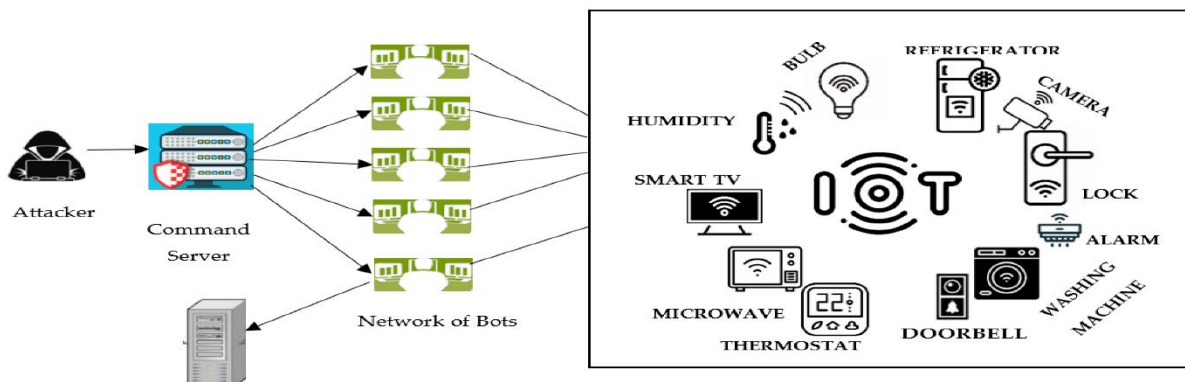 Attacker
Command
Server
Network of Bots
BULB
REFRIGERATOR
CAMERA
HUMIDITY
SMART TV
IOT
LOCK
ALARM
MICROWAVE
22
THERMOSTAT
DOORBELL
WASHING
MACHINE